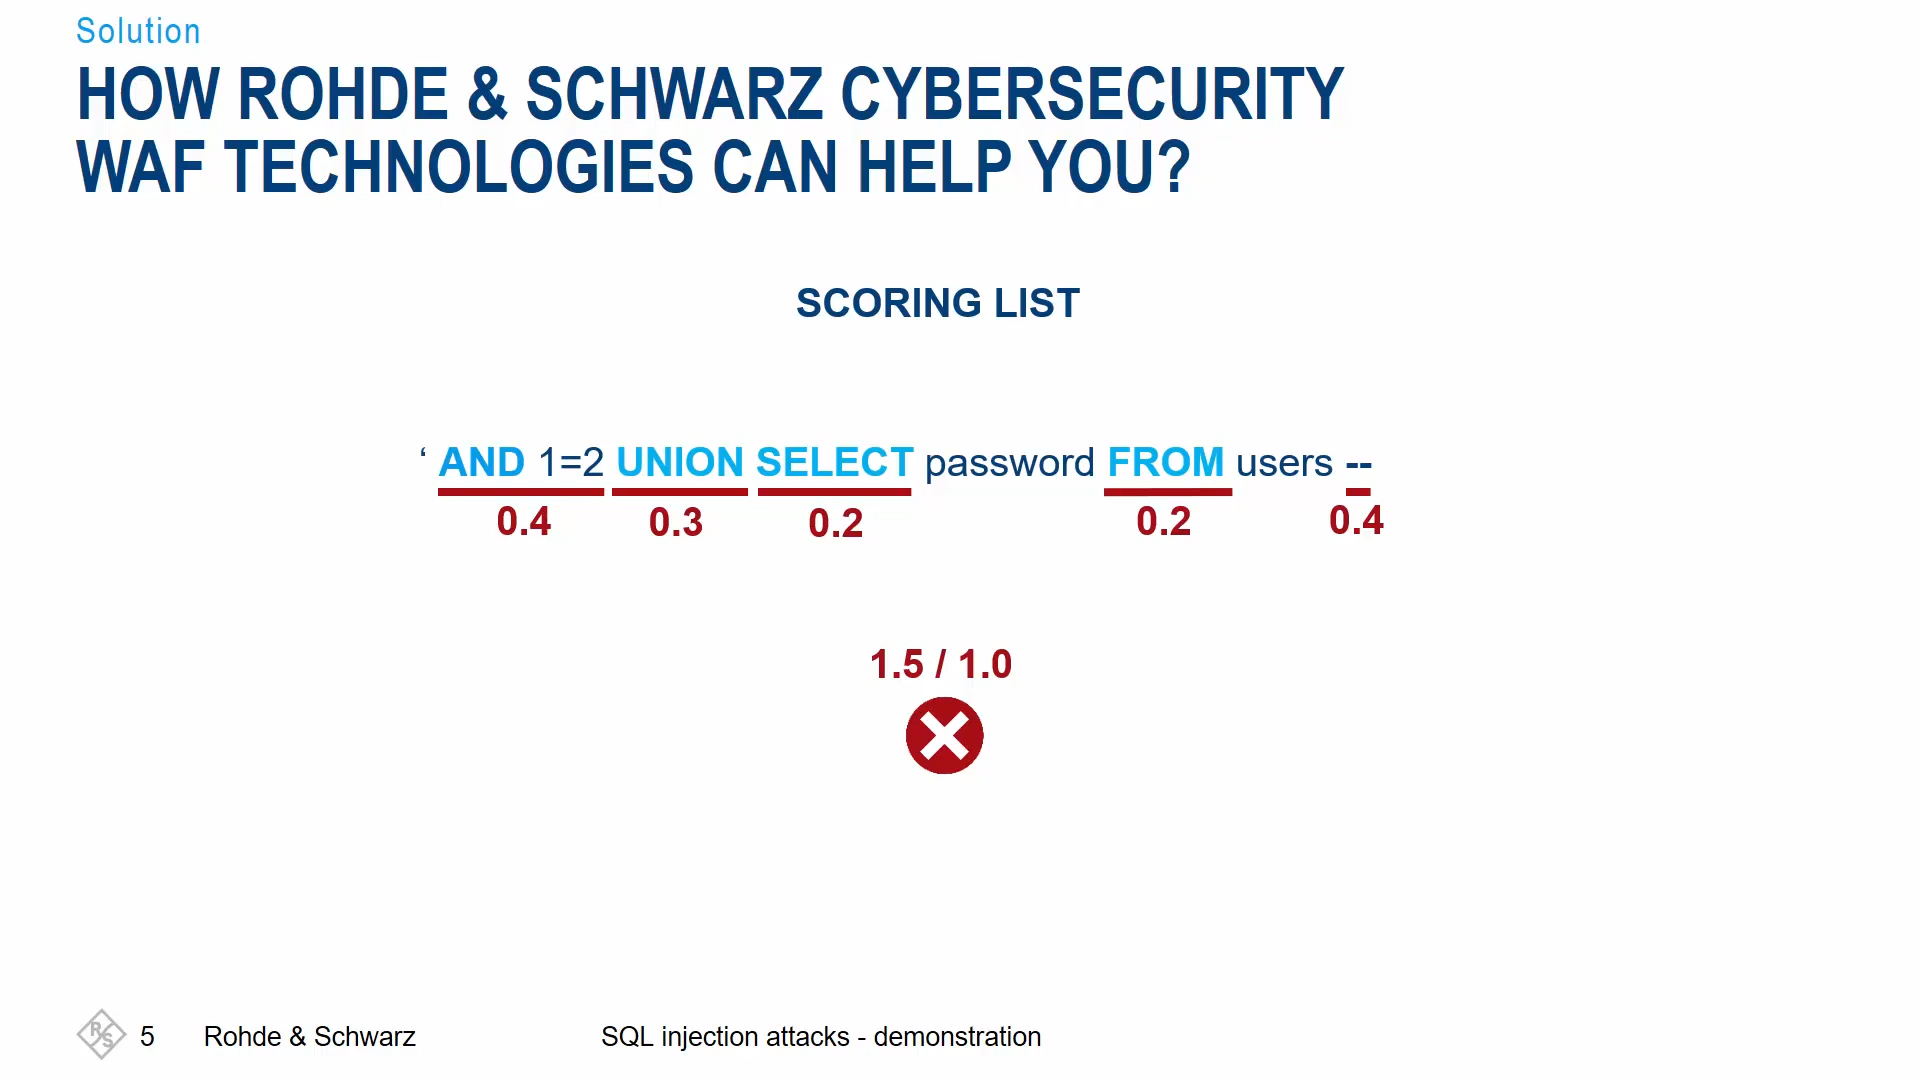 Solution
HOW ROHDE & SCHWARZ CYBERSECURITY
WAF TECHNOLOGIES CAN HELP YOU?
SCORING LIST
‘ AND 1=2 UNION SELECT password FROM users --
0.4 0.3 0.2 0.2 0.4
1.5 / 1.0
R S 5 Rohde & Schwarz SQL injection attacks - demonstration